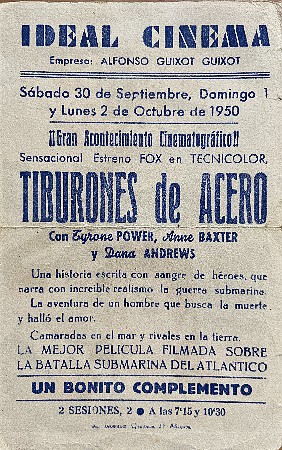 IDEAL CINEMA
Empresa: ALFONSO GUIXOT GUIXOT
Sábado 30 de Septiembre, Domingo 1
y Lunes 2 de Octubre de 1950
¡¡Gran Acontecimiento Cinematográfico!!
Sensacional Estreno FOX en TECNICOLOR,
TIBURONES de ACERO
Con Tyrone POWER, Anne BAXTER
y Dana ANDREWS
Una historia escrita con sangre de héroes, que
narra con increible realismo la guerra submarina.
La aventura de un hombre que busca la muerte
y halló el amor.
Camaradas en el mar y rivales en la tierra.
LA MEJOR PELICULA FILMADA SOBRE
LA BATALLA SUBMARINA DEL ATLANTICO
UN BONITO COMPLEMENTO
2 SESIONES, 2 ● A las 7'15 y 10'30